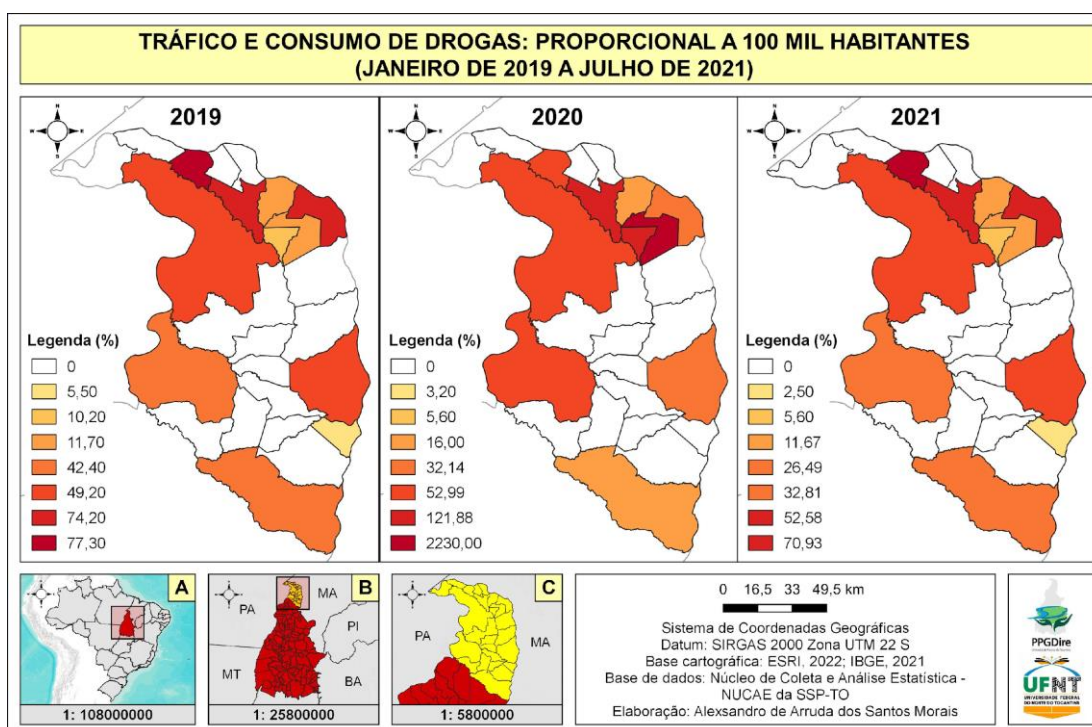 TRÁFICO E CONSUMO DE DROGAS: PROPORCIONAL A 100 MIL HABITANTES
(JANEIRO DE 2019 A JULHO DE 2021)
2019
N
W
E
S
Legenda (%)
0
5,50
10,20
11,70
42,40
49,20
74,20
77,30
2020
N
W
E
S
Legenda (%)
0
3,20
5,60
16,00
32,14
52,99
121,88
2230,00
2021
N
W
E
S
Legenda (%)
0
2,50
5,60
11,67
26,49
32,81
52,58
70,93
A
1: 108000000
B
PA
MA
PI
MT
BA
1: 25800000
C
PA
MA
1: 5800000
0 16,5 33 49,5 km
Sistema de Coordenadas Geográficas
Datum: SIRGAS 2000 Zona UTM 22 S
Base cartográfica: ESRI, 2022; IBGE, 2021
Base de dados: Núcleo de Coleta e Análise Estatística -
NUCAE da SSP-TO
Elaboração: Alexsandro de Arruda dos Santos Morais
PPGDire
UFNT
UNIVERSIDADE FEDERAL
DO NORTE DO TOCANTINS